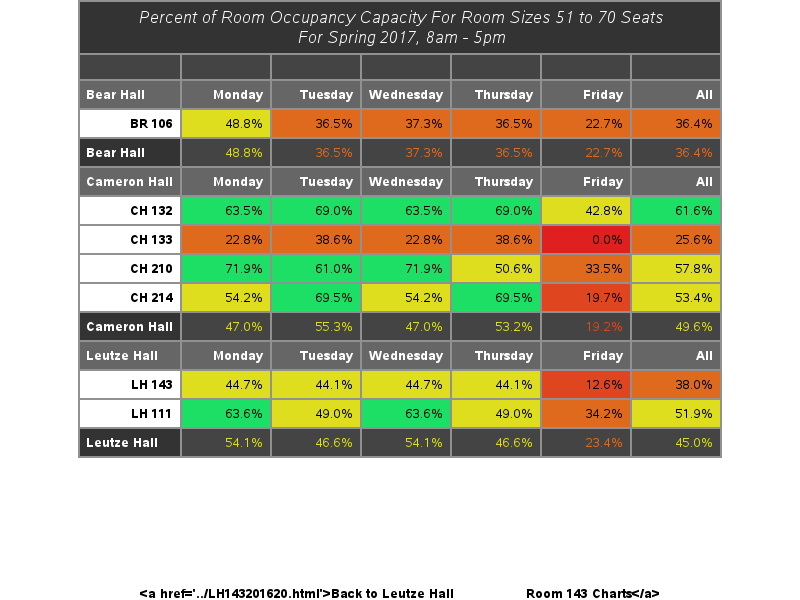 Percent of Room Occupancy Capacity For Room Sizes 51 to 70 Seats
For Spring 2017, 8am - 5pm
Bear Hall Monday Tuesday Wednesday Thursday Friday All
BR 106 48.8% 36.5% 37.3% 36.5% 22.7% 36.4%
Bear Hall 48.8% 36.5% 37.3% 36.5% 22.7% 36.4%
Cameron Hall Monday Tuesday Wednesday Thursday Friday All
CH 132 63.5% 69.0% 63.5% 69.0% 42.8% 61.6%
CH 133 22.8% 38.6% 22.8% 38.6% 0.0% 25.6%
CH 210 71.9% 61.0% 71.9% 50.6% 33.5% 57.8%
CH 214 54.2% 69.5% 54.2% 69.5% 19.7% 53.4%
Cameron Hall 47.0% 55.3% 47.0% 53.2% 19.2% 49.6%
Leutze Hall Monday Tuesday Wednesday Thursday Friday All
LH 143 44.7% 44.1% 44.7% 44.1% 12.6% 38.0%
LH 111 63.6% 49.0% 63.6% 49.0% 34.2% 51.9%
Leutze Hall 54.1% 46.6% 54.1% 46.6% 23.4% 45.0%
<a href='../LH143201620.html'>Back to Leutze Hall Room 143 Charts</a>